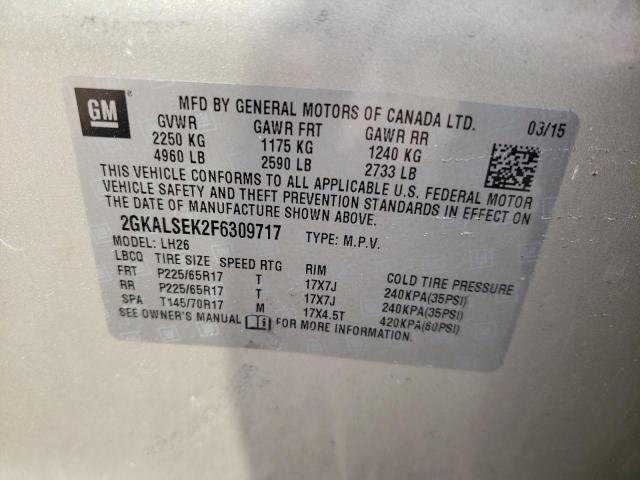 GM
MFD BY GENERAL MOTORS OF CANADA LTD. 03/15
GVWR GAWR FRT GAWR RR
2250 KG 1175 KG 1240 KG
4960 LB 2590 LB 2733 LB
THIS VEHICLE CONFORMS TO ALL APPLICABLE U.S. FEDERAL MOTOR
VEHICLE SAFETY AND THEFT PREVENTION STANDARDS IN EFFECT ON
THE DATE OF MANUFACTURE SHOWN ABOVE.
2GKALSEK2F6309717 TYPE: M.P.V.
MODEL: LH26
LBCQ TIRE SIZE SPEED RTG RIM COLD TIRE PRESSURE
FRT P225/65R17 T 17X7J 240KPA(35PSI)
RR P225/65R17 T 17X7J 240KPA(35PSI)
SPA T145/70R17 M 17X4.5T 420KPA(60PSI)
SEE OWNER'S MANUAL FOR MORE INFORMATION.